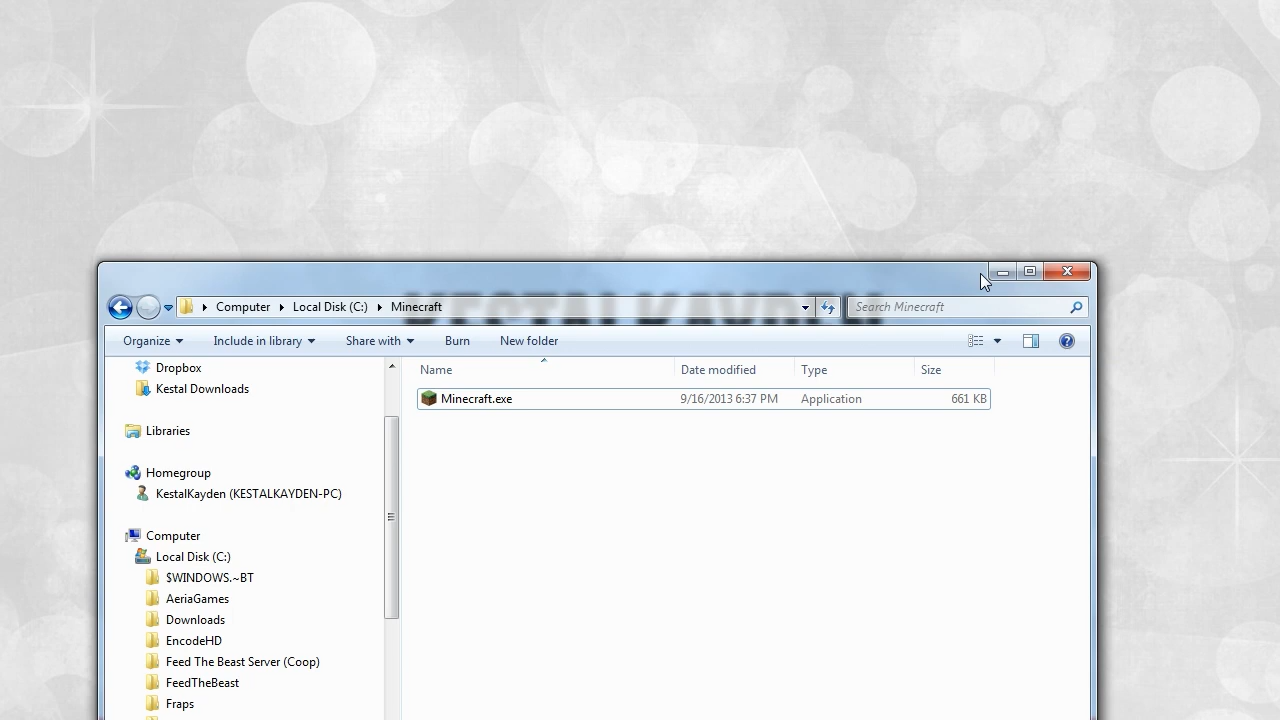 Computer Local Disk (C:) Minecraft
Search Minecraft
Organize Include in library Share with Burn New folder
Name Date modified Type Size
Minecraft.exe 9/16/2013 6:37 PM Application 661 KB
Dropbox
Kestal Downloads
Libraries
Homegroup
KestalKayden (KESTALKAYDEN-PC)
Computer
Local Disk (C:)
$WINDOWS.~BT
AeriaGames
Downloads
EncodeHD
Feed The Beast Server (Coop)
FeedTheBeast
Fraps